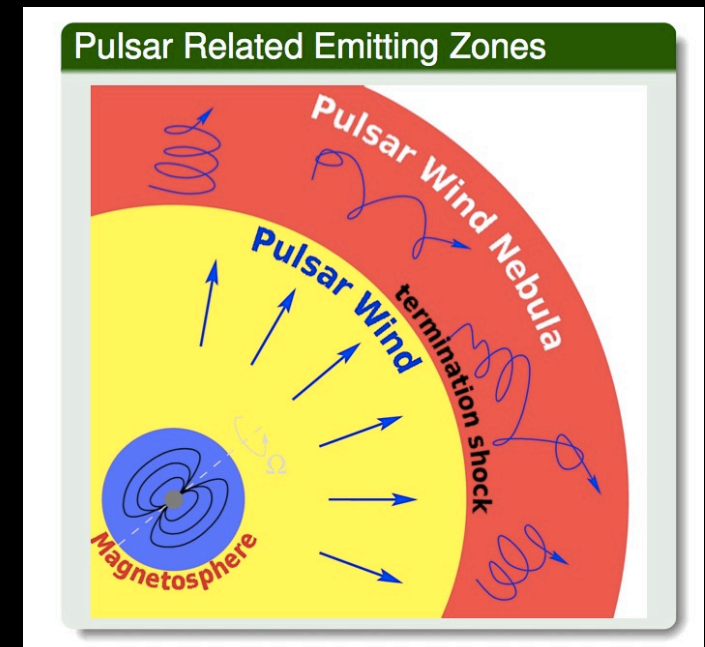 Pulsar Related Emitting Zones
Pulsar Wind Nebula
Pulsar Wind
termination shock
Ω
Magnetosphere